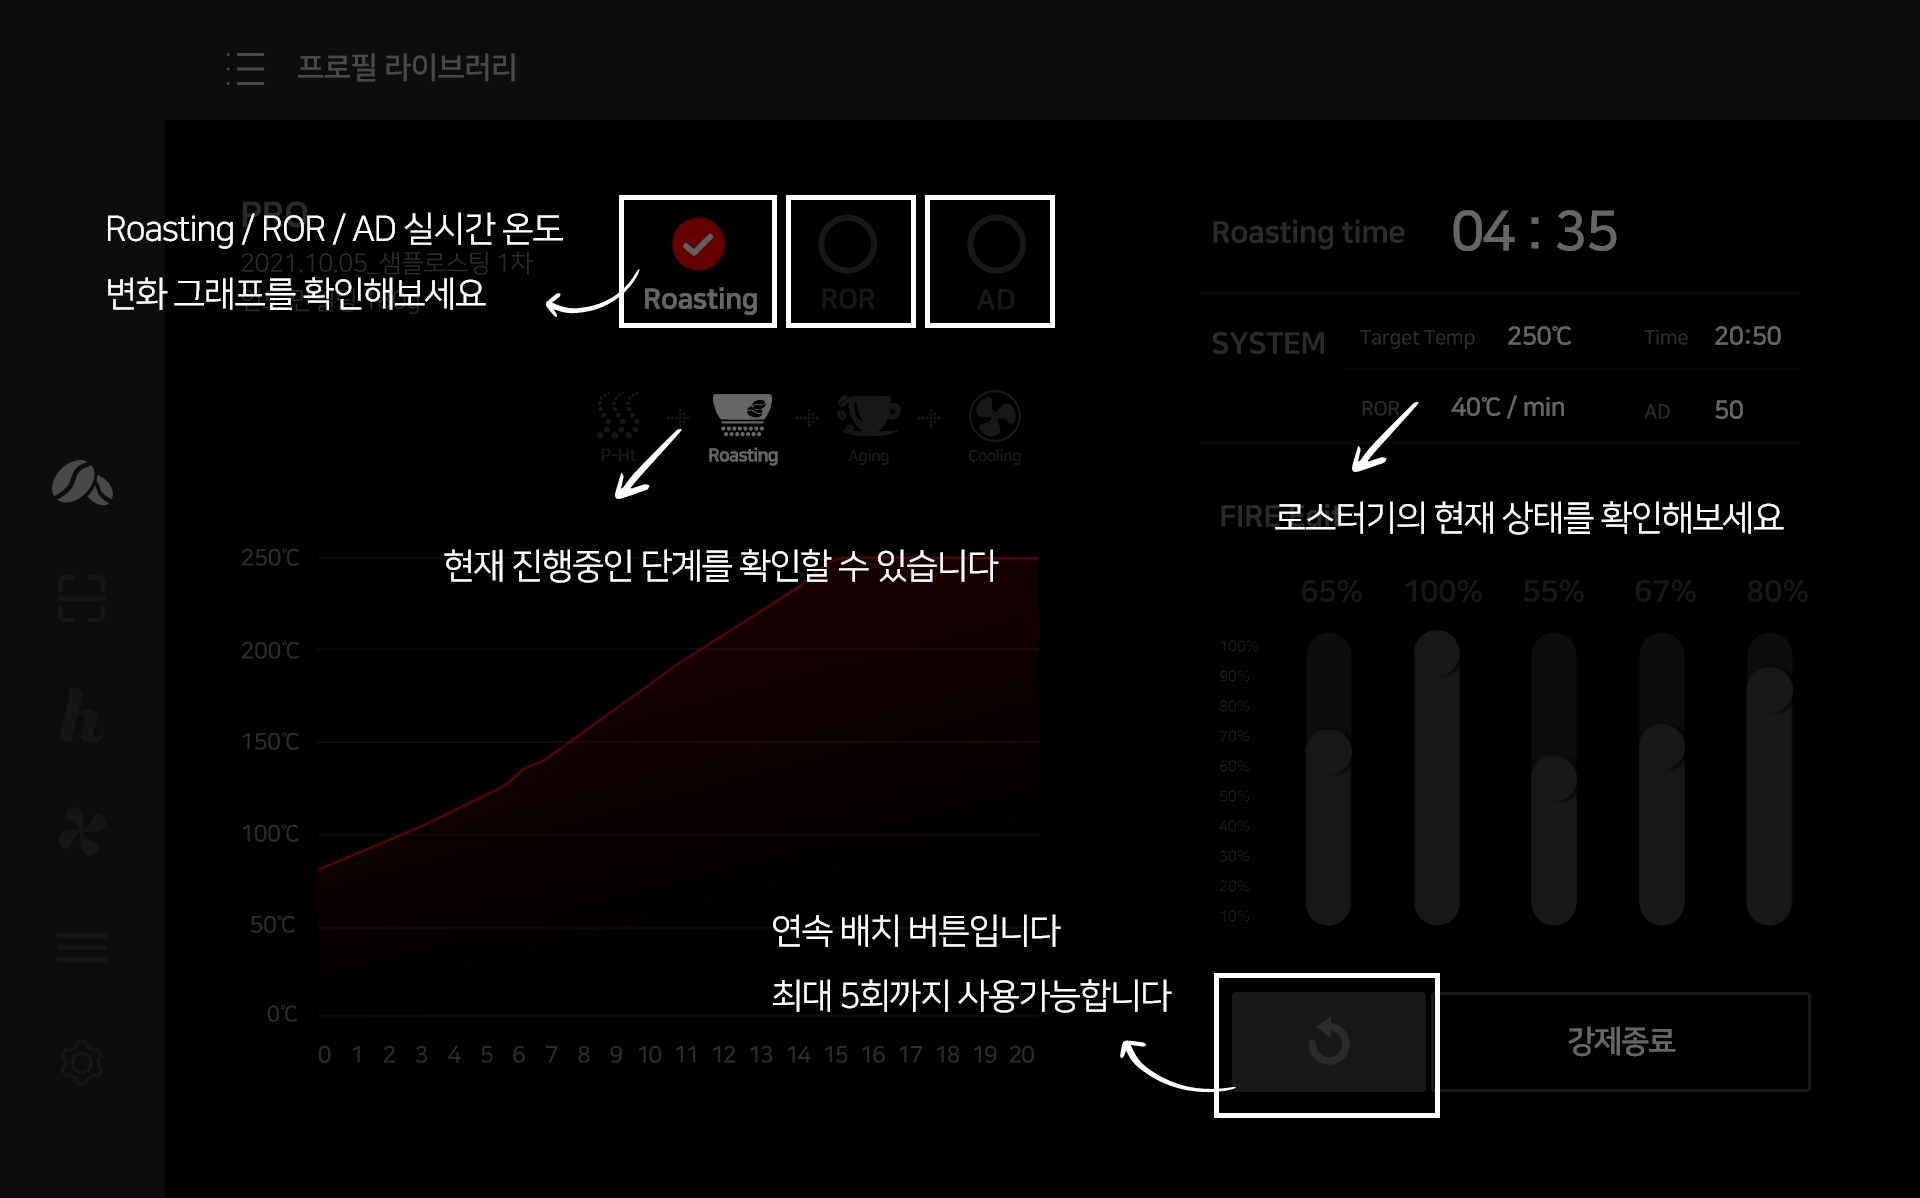 프로필 라이브러리
PRO
Roasting / ROR / AD 실시간 온도
2021.10.05_샘플로스팅 1차
변화 그래프를 확인해보세요
Roasting
ROR
AD
Roasting time 04 : 35
SYSTEM
Target Temp 250℃ Time 20:50
ROR 40℃ / min AD 50
P-Ht
Roasting
Aging
Cooling
현재 진행중인 단계를 확인할 수 있습니다
FIRE Edit
로스터기의 현재 상태를 확인해보세요
65% 100% 55% 67% 80%
100%
90%
80%
70%
60%
50%
40%
30%
20%
10%
250℃
200℃
150℃
100℃
50℃
0℃
0 1 2 3 4 5 6 7 8 9 10 11 12 13 14 15 16 17 18 19 20
연속 배치 버튼입니다
최대 5회까지 사용가능합니다
강제종료
h